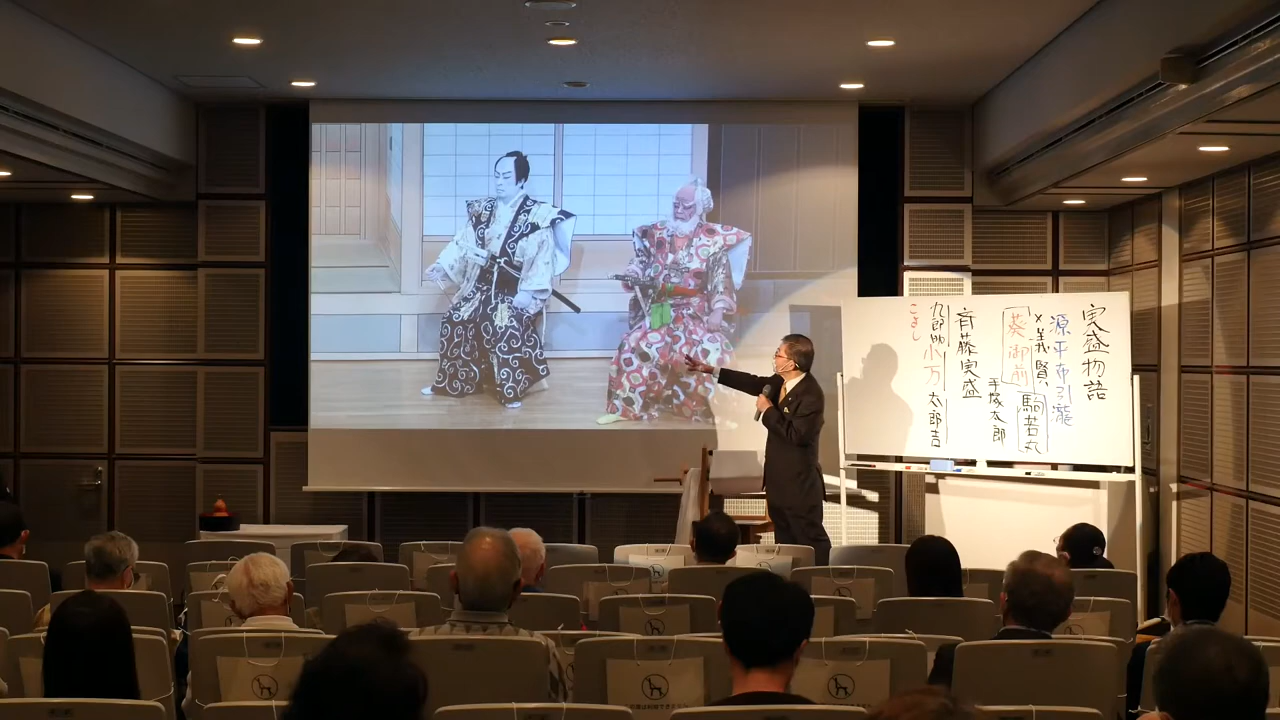 実盛物語
源平布引滝
×義賢 駒若丸
葵御前
手塚太郎
斉藤実盛
九郎助 小万 太郎吉